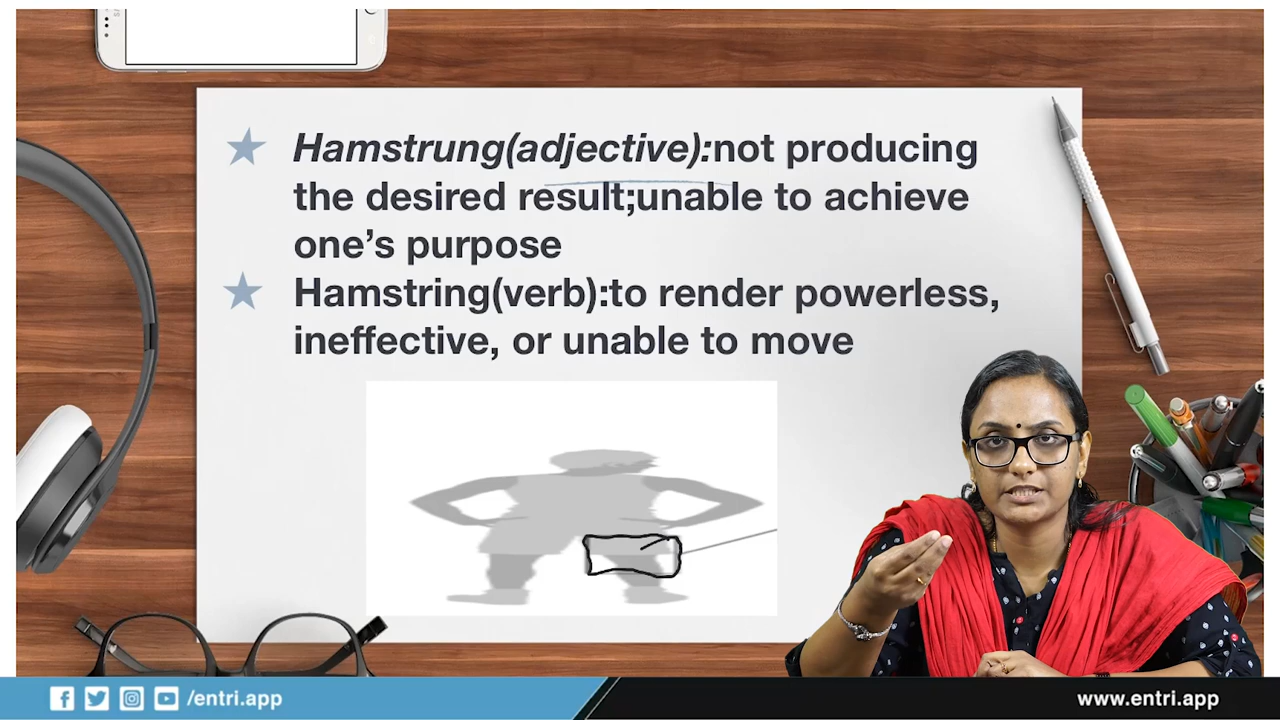 Hamstrung(adjective):not producing
the desired result;unable to achieve
one's purpose
Hamstring(verb):to render powerless,
ineffective, or unable to move
/entri.app
www.entri.app